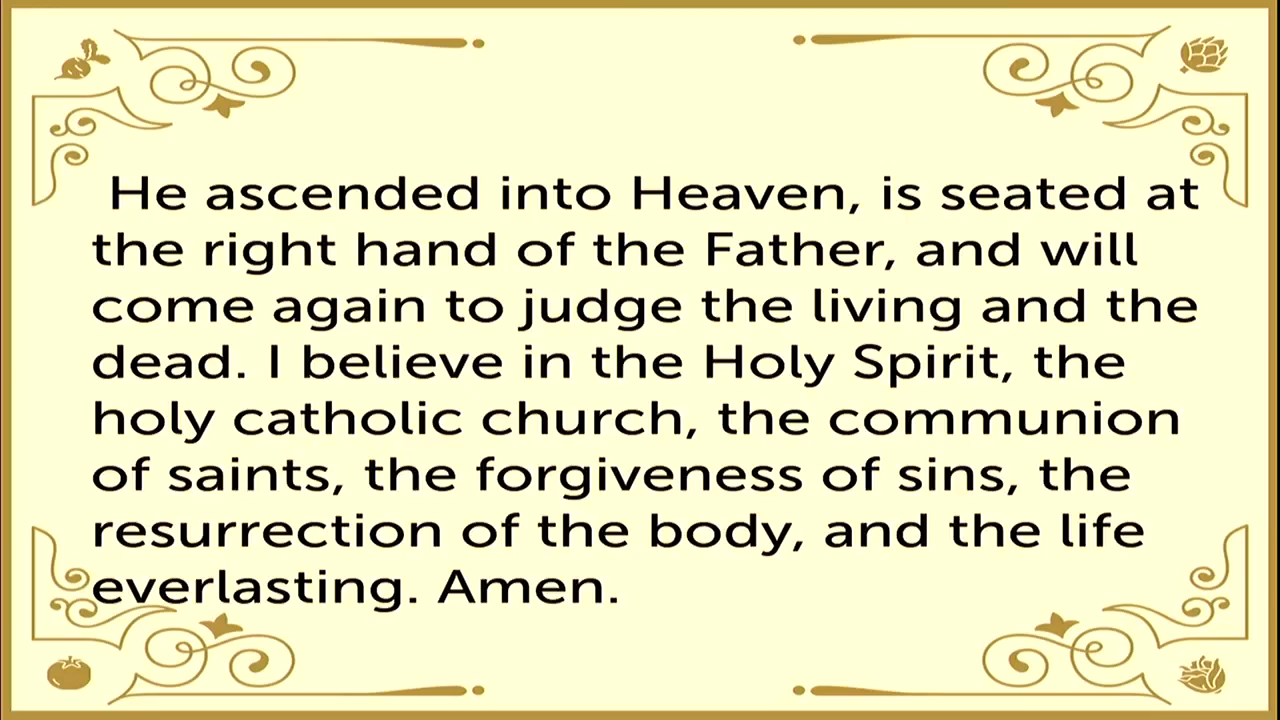 He ascended into Heaven, is seated at
the right hand of the Father, and will
come again to judge the living and the
dead. I believe in the Holy Spirit, the
holy catholic church, the communion
of saints, the forgiveness of sins, the
resurrection of the body, and the life
everlasting. Amen.